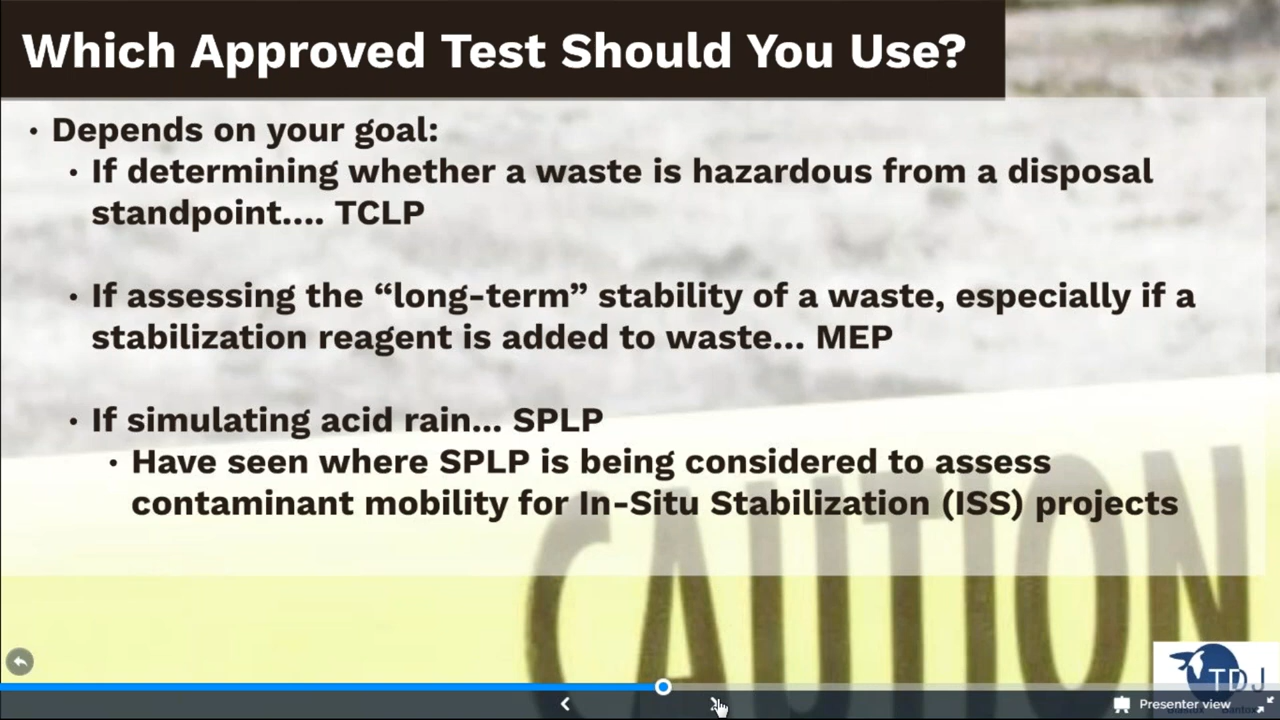 Which Approved Test Should You Use?
• Depends on your goal:
• If determining whether a waste is hazardous from a disposal
standpoint.... TCLP
• If assessing the “long-term” stability of a waste, especially if a
stabilization reagent is added to waste... MEP
• If simulating acid rain... SPLP
• Have seen where SPLP is being considered to assess
contaminant mobility for In-Situ Stabilization (ISS) projects
CAUTION
TDJ
Presenter view